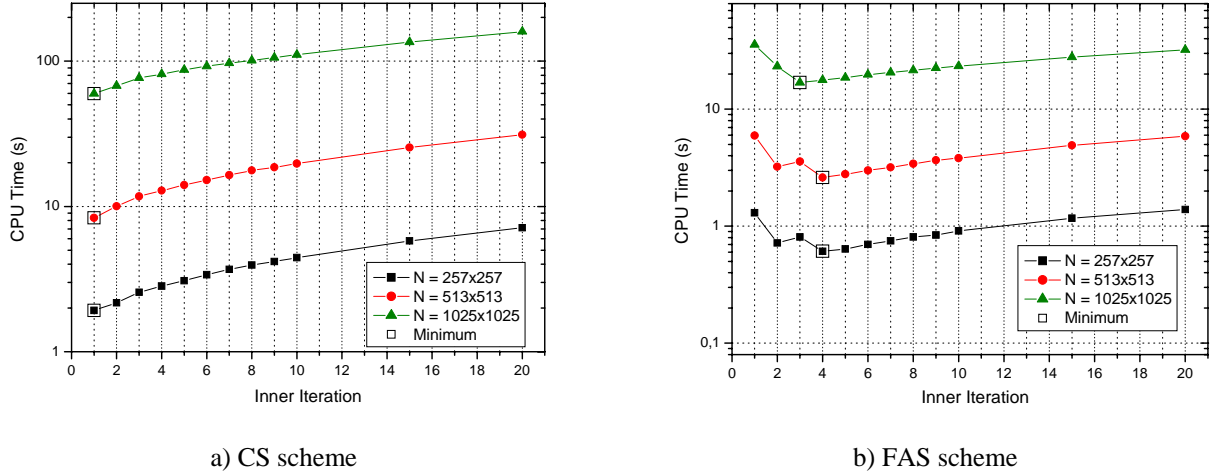 100
10
1
CPU Time (s)
0 2 4 6 8 10 12 14 16 18 20
Inner Iteration
N = 257x257
N = 513x513
N = 1025x1025
Minimum
a) CS scheme
10
1
0,1
CPU Time (s)
0 2 4 6 8 10 12 14 16 18 20
Inner Iteration
N = 257x257
N = 513x513
N = 1025x1025
Minimum
b) FAS scheme